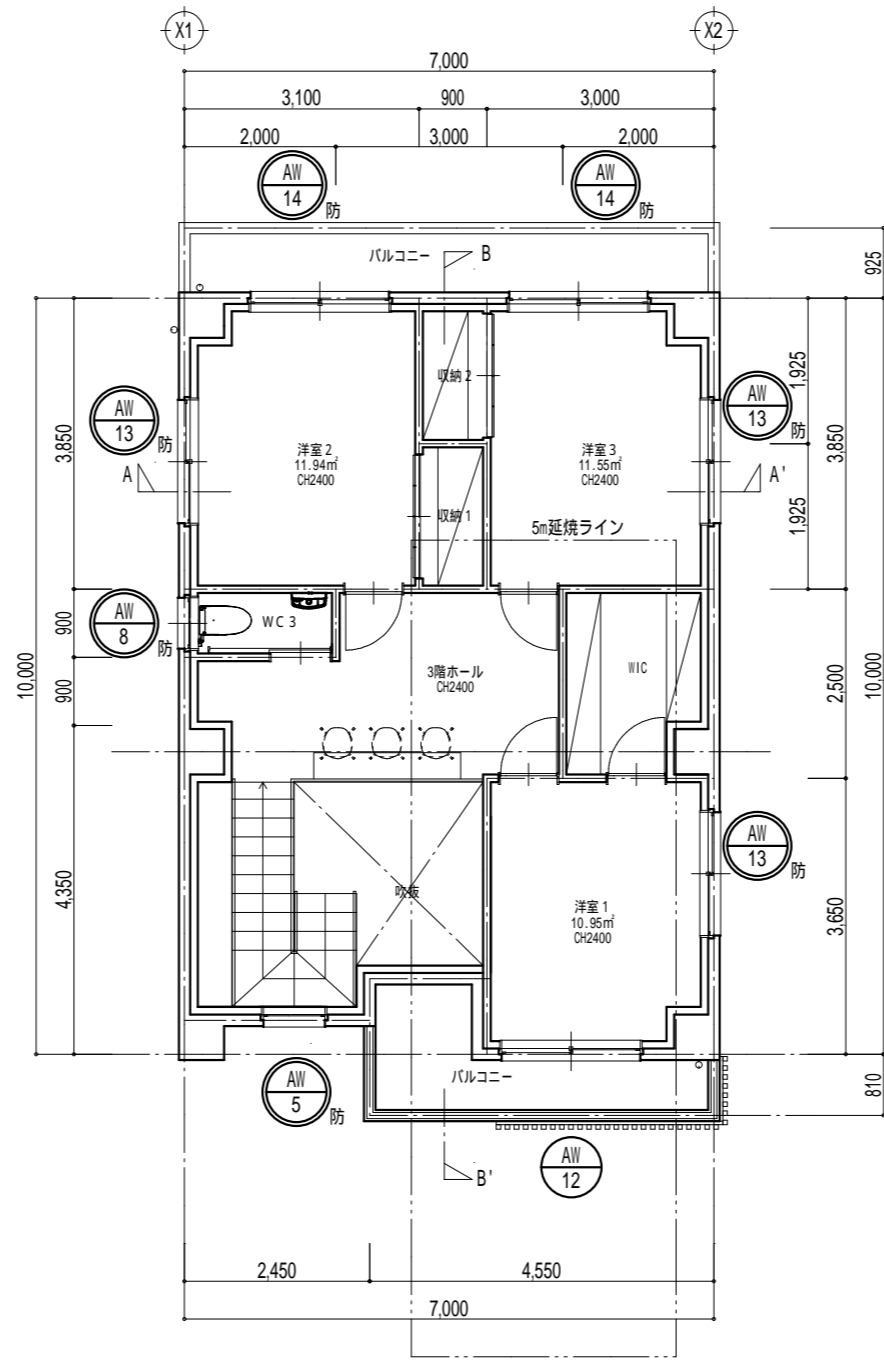 X1
X2
7,000
3,100
900
3,000
2,000
3,000
2,000
AW
14
防
AW
14
防
バルコニー
B
925
収納 2
1,925
AW
13
防
AW
13
防
3,850
洋室 2
11.94㎡
CH2400
洋室 3
11.55㎡
CH2400
3,850
A
A'
収納 1
5m延焼ライン
1,925
AW
8
防
900
WC 3
10,000
900
3階ホール
CH2400
WIC
2,500
10,000
AW
13
防
4,350
吹抜
洋室 1
10.95㎡
CH2400
3,650
AW
5
防
バルコニー
810
AW
12
B'
2,450
4,550
7,000